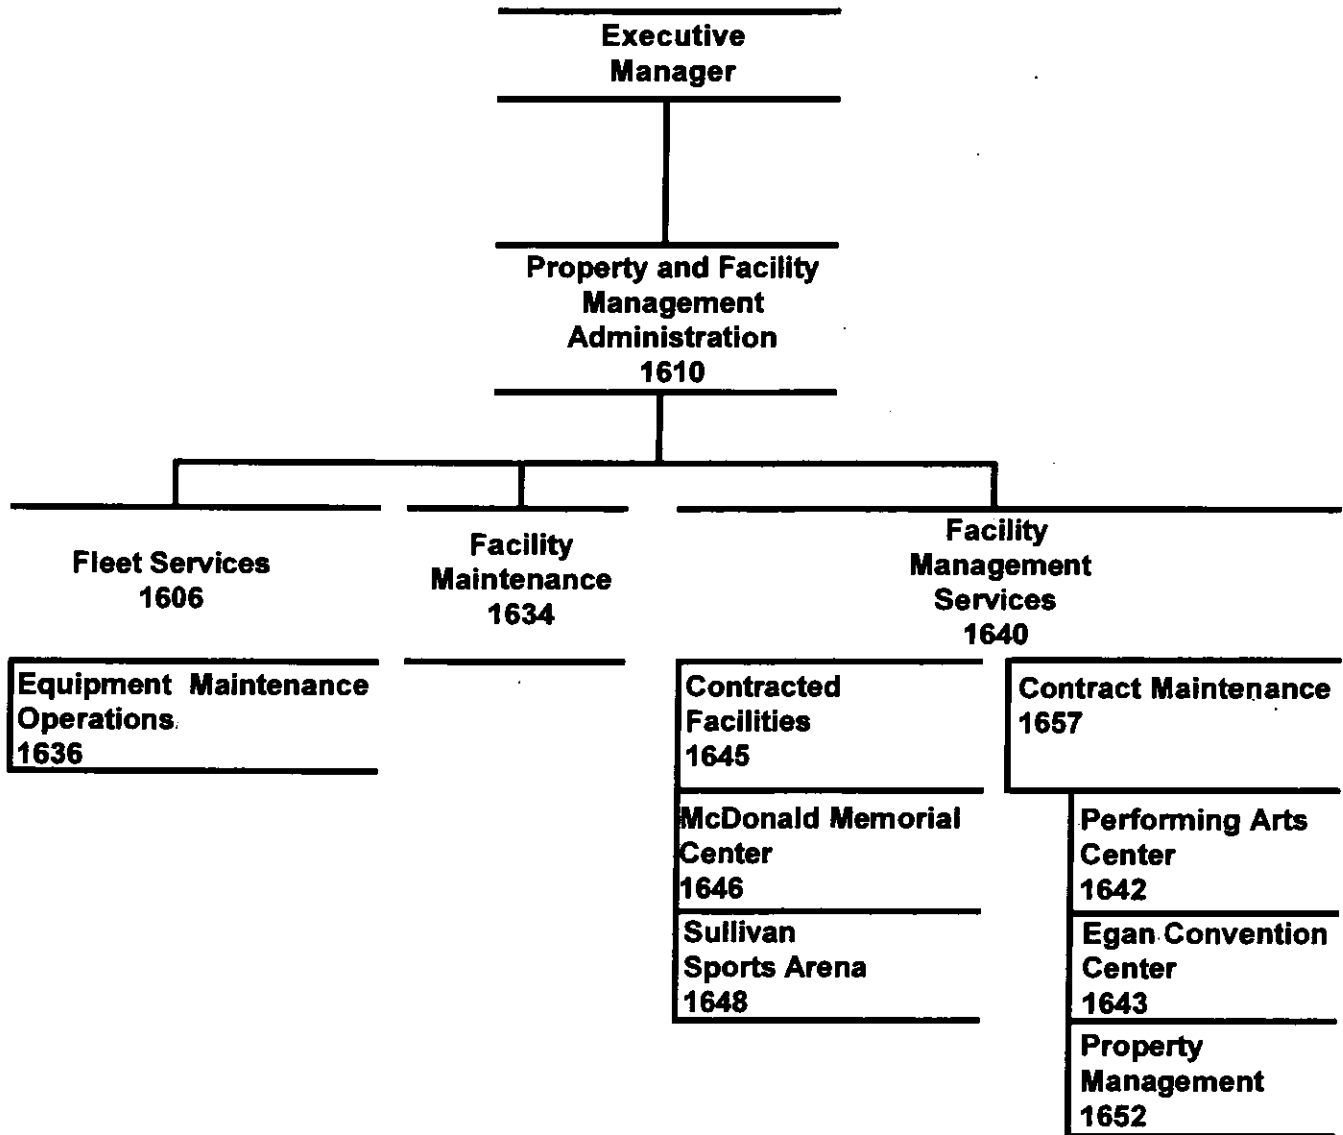 Executive
Manager
Property and Facility
Management
Administration
1610
Fleet Services
1606
Facility
Maintenance
1634
Facility
Management
Services
1640
Equipment Maintenance
Operations
1636
Contracted
Facilities
1645
McDonald Memorial
Center
1646
Sullivan
Sports Arena
1648
Contract Maintenance
1657
Performing Arts
Center
1642
Egan Convention
Center
1643
Property
Management
1652